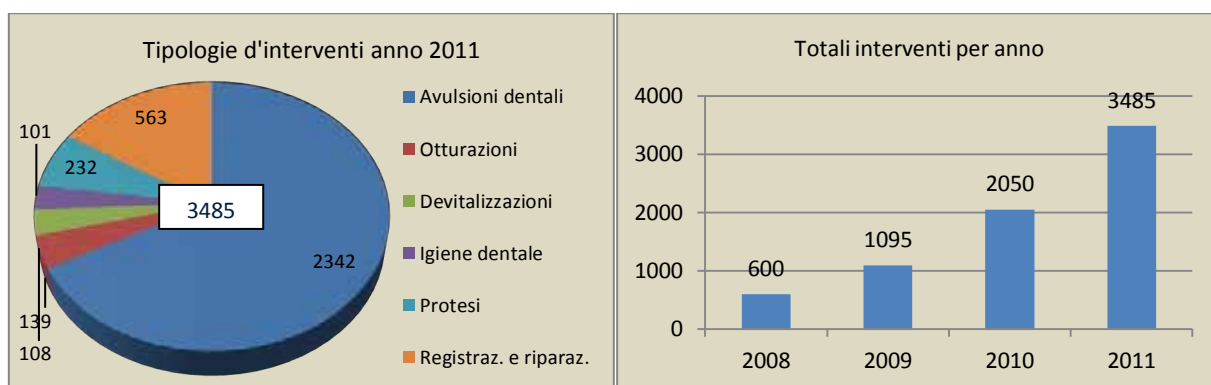 Tipologie d'interventi anno 2011
563
101
232
3485
2342
139
108
Avulsioni dentali
Otturazioni
Devitalizzazioni
Igiene dentale
Protesi
Registraz. e riparaz.
Totali interventi per anno
4000
3000
2000
1000
0
600
1095
2050
3485
2008
2009
2010
2011